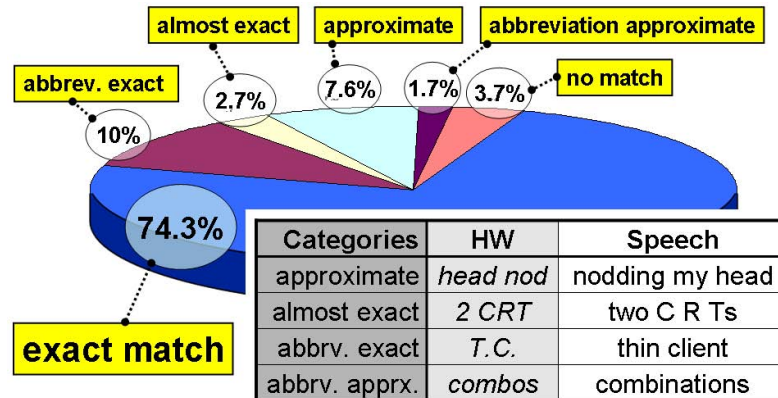 almost exact
approximate
abbreviation approximate
abbrev. exact
no match
10%
2.7%
7.6%
1.7%
3.7%
74.3%
exact match
Categories HW Speech
approximate head nod nodding my head
almost exact 2 CRT two C R Ts
abbrv. exact T.C. thin client
abbrv. apprx. combos combinations